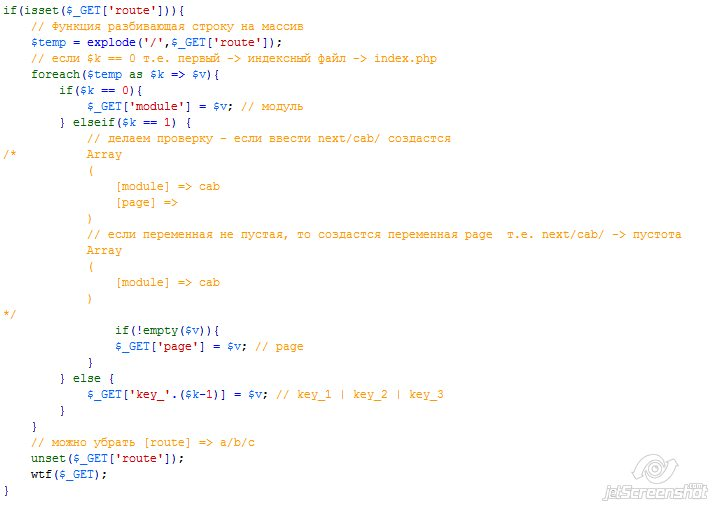 if(isset($_GET['route'])){
    // Функция разбивающая строку на массив
    $temp = explode('/',$_GET['route']);
    // если $k == 0 т.е. первый -> индексный файл -> index.php
    foreach($temp as $k => $v){
        if($k == 0){
            $_GET['module'] = $v; // модуль
        } elseif($k == 1) {
            // делаем проверку - если ввести next/cab/ создастся
/*          Array
            (
                [module] => cab
                [page] =>
            )
            // если переменная не пустая, то создастся переменная page  т.е. next/cab/ -> пустота
            Array
            (
                [module] => cab
            )
*/
                if(!empty($v)){
                $_GET['page'] = $v; // page
            }
        } else {
            $_GET['key_'.($k-1)] = $v; // key_1 | key_2 | key_3
        }
    }
    // можно убрать [route] => a/b/c
    unset($_GET['route']);
    wtf($_GET);
}
jetScreenshot
.com